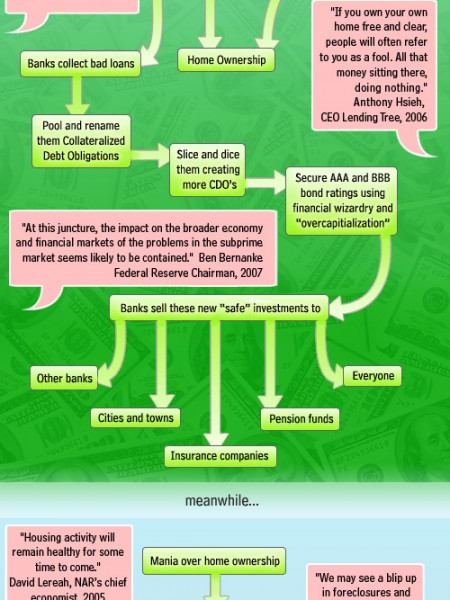 "If you own your own
home free and clear,
people will often refer
to you as a fool. All that
money sitting there,
doing nothing."
Anthony Hsieh,
CEO Lending Tree, 2006
Banks collect bad loans
Home Ownership
Pool and rename
them Collateralized
Debt Obligations
Slice and dice
them creating
more CDO's
Secure AAA and BBB
bond ratings using
financial wizardry and
"overcapitialization"
"At this juncture, the impact on the broader economy
and financial markets of the problems in the subprime
market seems likely to be contained." Ben Bernanke
Federal Reserve Chairman, 2007
Banks sell these new "safe" investments to
Other banks
Everyone
Cities and towns
Pension funds
Insurance companies
meanwhile...
"Housing activity will
remain healthy for some
time to come."
David Lereah, NAR's chief
economist, 2005
Mania over home ownership
"We may see a blip up
in foreclosures and